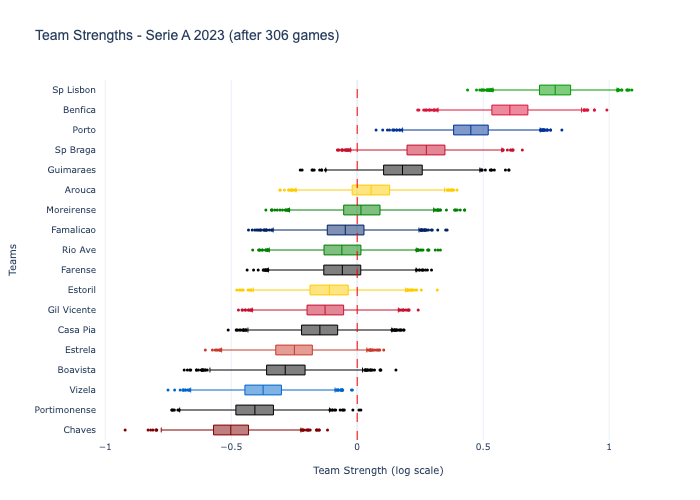 Team Strengths - Serie A 2023 (after 306 games)
Sp Lisbon
Benfica
Porto
Sp Braga
Guimaraes
Arouca
Moreirense
Famalicao
Rio Ave
Farense
Estoril
Gil Vicente
Casa Pia
Estrela
Boavista
Vizela
Portimonense
Chaves
Teams
−1
−0.5
0
0.5
1
Team Strength (log scale)